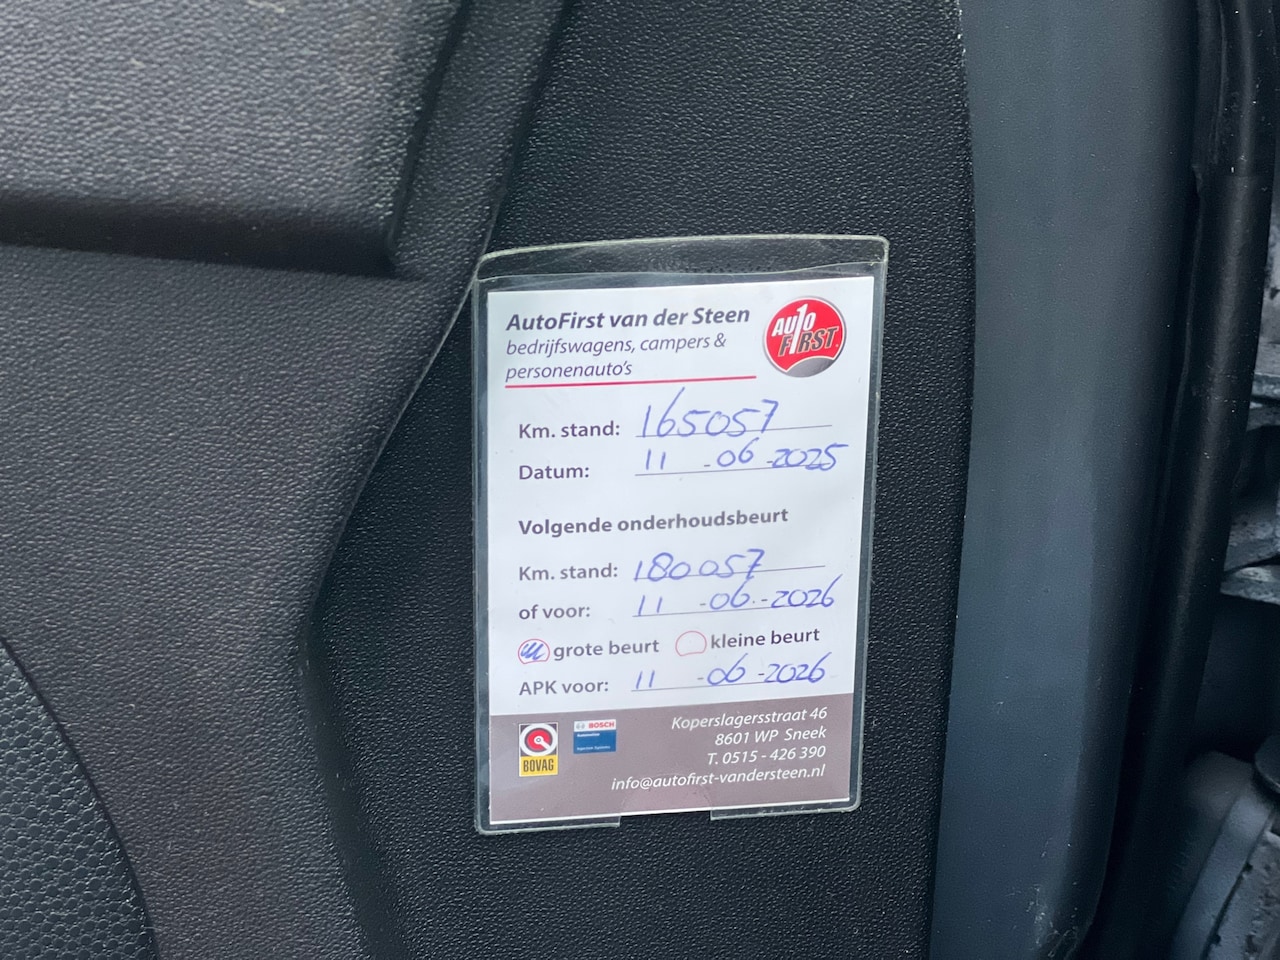 AutoFirst van der Steen
bedrijfswagens, campers &
personenauto's
AUTO
FIRST
Km. stand: 165057
Datum: 11 -06 -2025
Volgende onderhoudsbeurt
Km. stand: 180057
of voor: 11 -06-2026
grote beurt kleine beurt
APK voor: 11 -06-2026
BOVAG
BOSCH
Koperslagersstraat 46
8601 WP Sneek
T. 0515 - 426 390
info@autofirst-vandersteen.nl